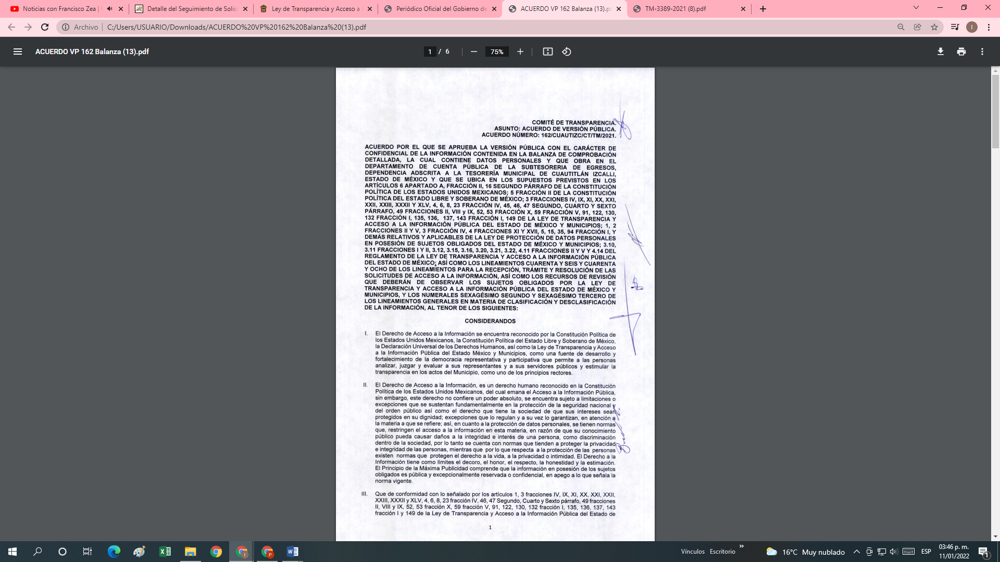 Noticias con Francisco Zea |
Detalle del Seguimiento de Solic
Ley de Transparencia y Acceso a
Periódico Oficial del Gobierno de
ACUERDO VP 162 Balanza (13).p
TM-3389-2021 (8).pdf
Archivo
C:/Users/USUARIO/Downloads/ACUERDO%20VP%20162%20Balanza%20(13).pdf
I
ACUERDO VP 162 Balanza (13).pdf
1 / 6
75%
COMITÉ DE TRANSPARENCIA.
ASUNTO: ACUERDO DE VERSIÓN PÚBLICA.
ACUERDO NÚMERO: 162/CUAUTIZC/CT/TM/2021.
ACUERDO POR EL QUE SE APRUEBA LA VERSIÓN PÚBLICA CON EL CARÁCTER DE
CONFIDENCIAL DE LA INFORMACIÓN CONTENIDA EN LA BALANZA DE COMPROBACIÓN
DETALLADA, LA CUAL CONTIENE DATOS PERSONALES Y QUE OBRA EN EL
DEPARTAMENTO DE CUENTA PÚBLICA DE LA SUBTESORERIA DE EGRESOS,
DEPENDENCIA ADSCRITA A LA TESORERÍA MUNICIPAL DE CUAUTITLÁN IZCALLI,
ESTADO DE MÉXICO Y QUE SE UBICA EN LOS SUPUESTOS PREVISTOS EN LOS
ARTÍCULOS 6 APARTADO A, FRACCIÓN II, 16 SEGUNDO PÁRRAFO DE LA CONSTITUCIÓN
POLÍTICA DE LOS ESTADOS UNIDOS MEXICANOS; 5 FRACCIÓN II DE LA CONSTITUCIÓN
POLÍTICA DEL ESTADO LIBRE Y SOBERANO DE MÉXICO; 3 FRACCIONES IV, IX, XI, XX, XXI,
XXII, XXIII, XXXII Y XLV, 4, 6, 8, 23 FRACCIÓN IV, 45, 46, 47 SEGUNDO, CUARTO Y SEXTO
PÁRRAFO, 49 FRACCIONES II, VIII y IX, 52, 53 FRACCIÓN X, 59 FRACCIÓN V, 91, 122, 130,
132 FRACCIÓN I, 135, 136, 137, 143 FRACCIÓN I, 149 DE LA LEY DE TRANSPARENCIA Y
ACCESO A LA INFORMACIÓN PÚBLICA DEL ESTADO DE MÉXICO Y MUNICIPIOS; 1, 2
FRACCIONES II Y V, 3 FRACCIÓN IV, 4 FRACCIONES XI Y XVII, 5, 15, 35, 94 FRACCIÓN I, Y
DEMÁS RELATIVOS Y APLICABLES DE LA LEY DE PROTECCIÓN DE DATOS PERSONALES
EN POSESIÓN DE SUJETOS OBLIGADOS DEL ESTADO DE MÉXICO Y MUNICIPIOS; 3.10,
3.11 FRACCIONES I Y II, 3.12, 3.15, 3.16, 3.20, 3.21, 3.22, 4.11 FRACCIONES II Y V Y 4.14 DEL
REGLAMENTO DE LA LEY DE TRANSPARENCIA Y ACCESO A LA INFORMACIÓN PÚBLICA
DEL ESTADO DE MÉXICO; ASÍ COMO LOS LINEAMIENTOS CUARENTA Y SEIS Y CUARENTA
Y OCHO DE LOS LINEAMIENTOS PARA LA RECEPCIÓN, TRÁMITE Y RESOLUCIÓN DE LAS
SOLICITUDES DE ACCESO A LA INFORMACIÓN, ASÍ COMO LOS RECURSOS DE REVISIÓN
QUE DEBERÁN DE OBSERVAR LOS SUJETOS OBLIGADOS POR LA LEY DE
TRANSPARENCIA Y ACCESO A LA INFORMACIÓN PÚBLICA DEL ESTADO DE MÉXICO Y
MUNICIPIOS, Y LOS NUMERALES SEXAGÉSIMO SEGUNDO Y SEXAGÉSIMO TERCERO DE
LOS LINEAMIENTOS GENERALES EN MATERIA DE CLASIFICACIÓN Y DESCLASIFICACIÓN
DE LA INFORMACIÓN, AL TENOR DE LOS SIGUIENTES:
CONSIDERANDOS
I. El Derecho de Acceso a la Información se encuentra reconocido por la Constitución Política de
los Estados Unidos Mexicanos, la Constitución Política del Estado Libre y Soberano de México,
la Declaración Universal de los Derechos Humanos, así como la Ley de Transparencia y Acceso
a la Información Pública del Estado México y Municipios, como una fuente de desarrollo y
fortalecimiento de la democracia representativa y participativa que permite a las personas
analizar, juzgar y evaluar a sus representantes y a sus servidores públicos y estimular la
transparencia en los actos del Municipio, como uno de los principios rectores.
II. El Derecho de Acceso a la Información, es un derecho humano reconocido en la Constitución
Política de los Estados Unidos Mexicanos, del cual emana el Acceso a la Información Pública,
sin embargo, este derecho no confiere un poder absoluto, se encuentra sujeto a limitaciones o
excepciones que se sustentan fundamentalmente en la protección de la seguridad nacional y
del orden público así como el derecho que tiene la sociedad de que sus intereses sean
protegidos en su dignidad; excepciones que lo regulan y a su vez lo garantizan, en atención a
la materia a que se refiere; así, en cuanto a la protección de datos personales, se tienen normas
que, restringen el acceso a la información en esta materia, en razón de que su conocimiento
público pueda causar daños a la integridad e interés de una persona, como discriminación
dentro de la sociedad, por lo tanto se cuenta con normas que tienden a proteger la privacidad
e integridad de las personas, mientras que por lo que respecta a la protección de las personas
existen normas que protegen el derecho a la vida, a la privacidad o intimidad. El Derecho a la
Información tiene como límites el decoro, el honor, el respecto, la honestidad y la estimación.
El Principio de la Máxima Publicidad comprende que la información en posesión de los sujetos
obligados es pública y excepcionalmente reservada o confidencial, en apego a lo que señala la
norma vigente.
III. Que de conformidad con lo señalado por los artículos 1, 3 fracciones IV, IX, XI, XX, XXI, XXII,
XXIII, XXXII y XLV, 4, 6, 8, 23 fracción IV, 46, 47 Segundo, Cuarto y Sexto párrafo, 49 fracciones
II, VIII y IX, 52, 53 fracción X, 59 fracción V, 91, 122, 130, 132 fracción I, 135, 136, 137, 143
fracción I y 149 de la Ley de Transparencia y Acceso a la Información Pública del Estado de
1
Vínculos Escritorio »
16°C Muy nublado
ESP
03:46 p. m.
11/01/2022
1